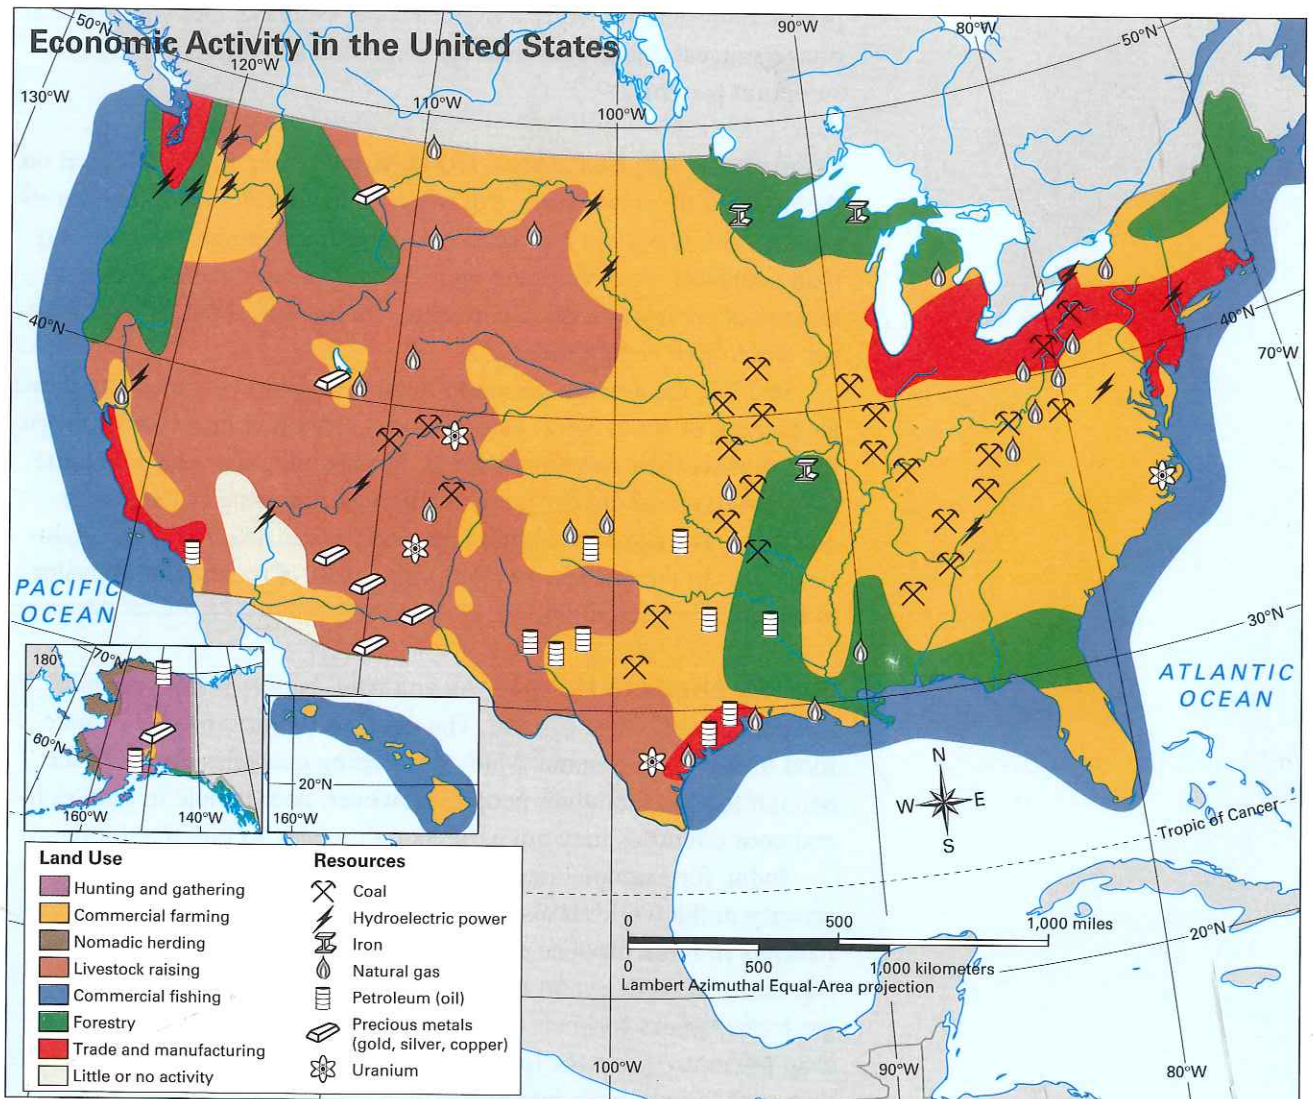 Economic Activity in the United States
50°N
120°W
130°W
110°W
100°W
90°W
80°W
50°N
40°N
40°N
70°W
PACIFIC
OCEAN
30°N
ATLANTIC
OCEAN
180°
70°N
60°N
160°W
140°W
20°N
160°W
N
W
E
S
Tropic of Cancer
Land Use
Hunting and gathering
Commercial farming
Nomadic herding
Livestock raising
Commercial fishing
Forestry
Trade and manufacturing
Little or no activity
Resources
Coal
Hydroelectric power
Iron
Natural gas
Petroleum (oil)
Precious metals
(gold, silver, copper)
Uranium
0
500
1,000 miles
0
500
1,000 kilometers
Lambert Azimuthal Equal-Area projection
20°N
100°W
90°W
80°W